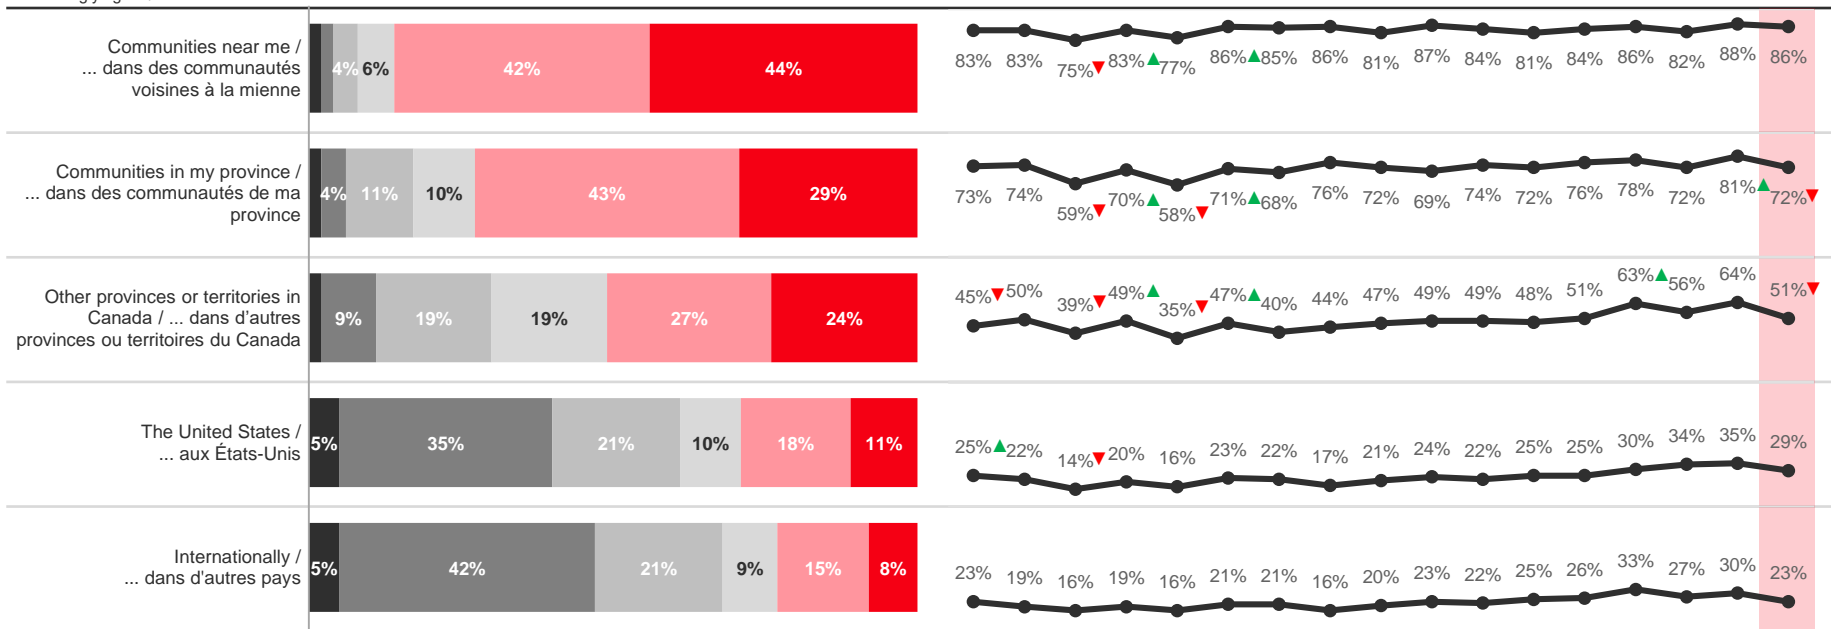 Communities near me /
... dans des communautés
voisines à la mienne
4% 6% 42% 44%
83% 83% 75% 83% 77% 86% 85% 86% 81% 87% 84% 81% 84% 86% 82% 88% 86%
Communities in my province /
... dans des communautés de ma
province
4% 11% 10% 43% 29%
73% 74% 59% 70% 58% 71% 68% 76% 72% 69% 74% 72% 76% 78% 72% 81% 72%
Other provinces or territories in
Canada / ... dans d'autres
provinces ou territoires du Canada
9% 19% 19% 27% 24%
45% 50% 39% 49% 35% 47% 40% 44% 47% 49% 49% 48% 51% 63% 56% 64% 51%
The United States /
... aux États-Unis
5% 35% 21% 10% 18% 11%
25% 22% 14% 20% 16% 23% 22% 17% 21% 24% 22% 25% 25% 30% 34% 35% 29%
Internationally /
... dans d'autres pays
5% 42% 21% 9% 15% 8%
23% 19% 16% 19% 16% 21% 21% 16% 20% 23% 22% 25% 26% 33% 27% 30% 23%